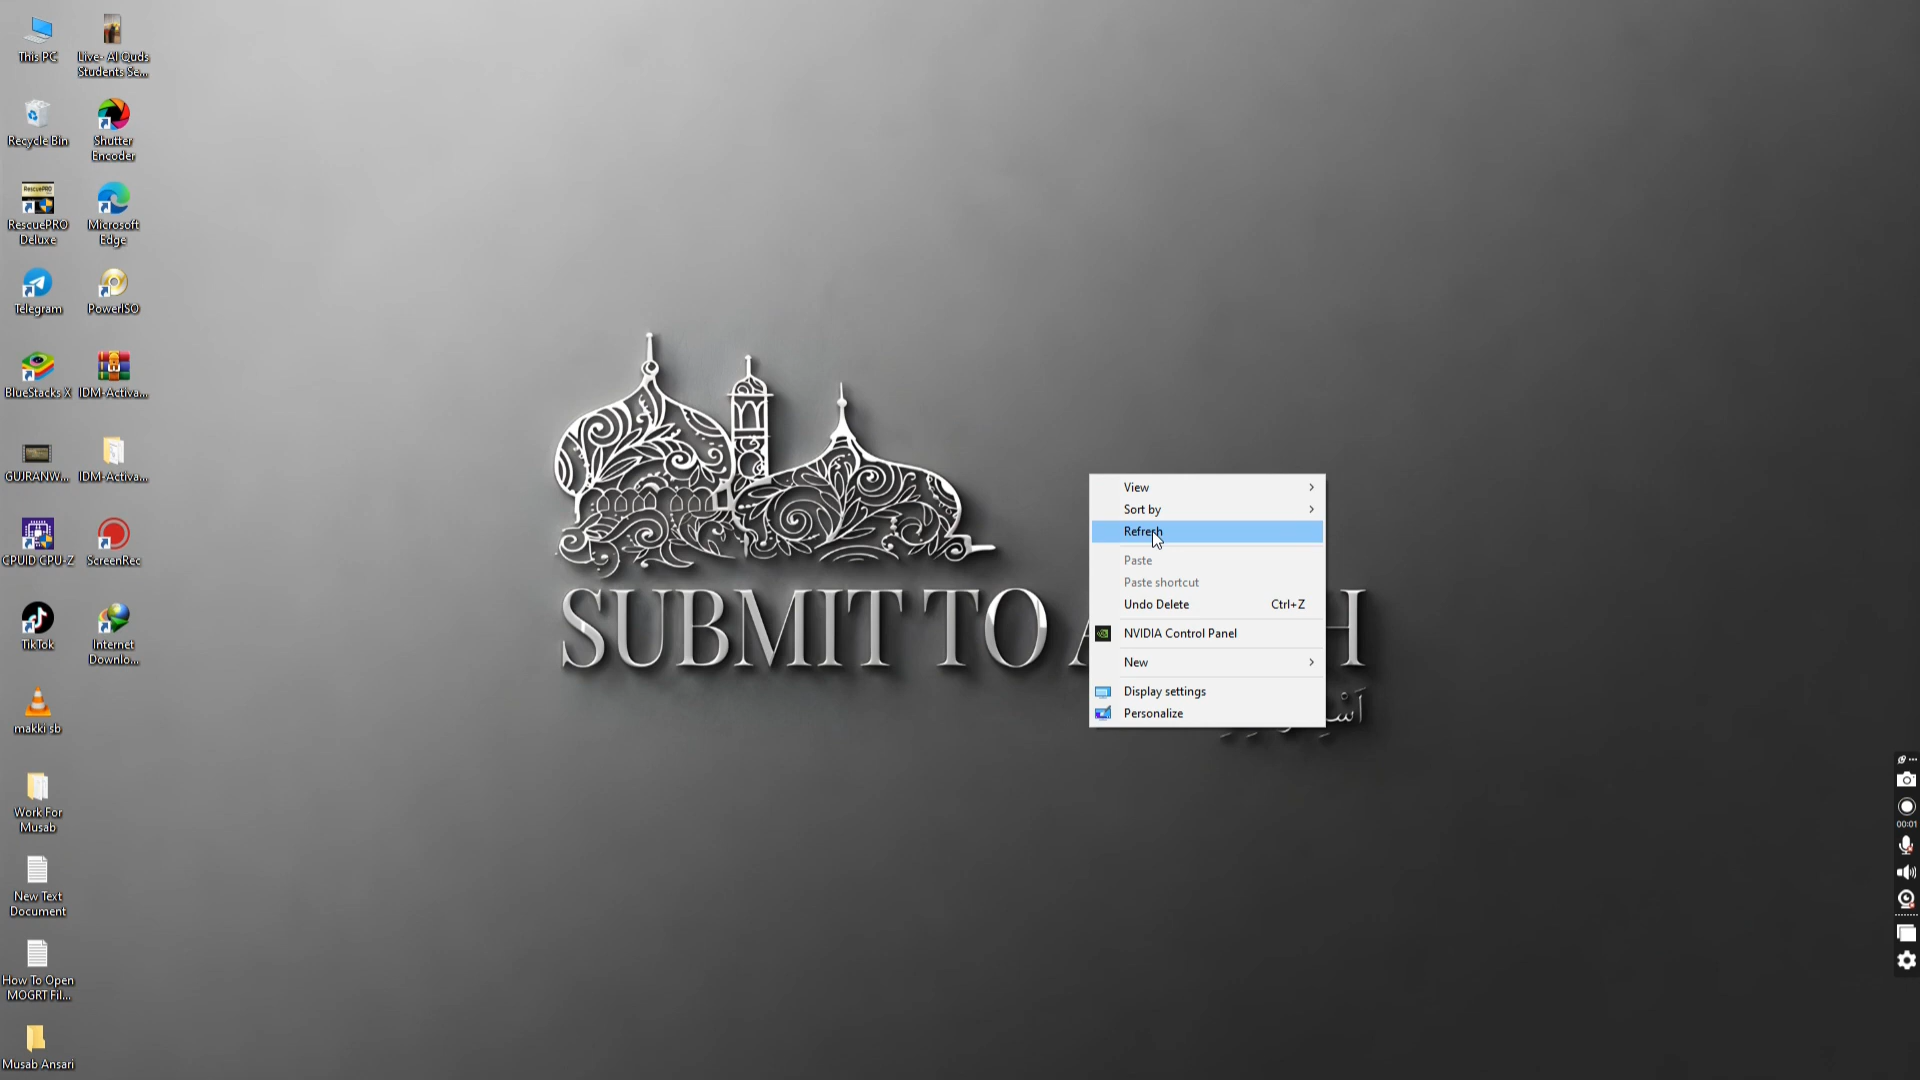 This PC
Live- Al Quds
Students Se...
Recycle Bin
Shutter
Encoder
RescuePRO
RescuePRO
Deluxe
Microsoft
Edge
Telegram
PowerISO
BlueStacks X
IDM-Activa...
GUJRANW...
IDM-Activa...
CPUID CPU-Z
ScreenRec
TikTok
Internet
Downlo...
makki sb
Work For
Musab
New Text
Document
How To Open
MOGRT Fil...
Musab Ansari
SUBMIT TO A H
View
Sort by
Refresh
Paste
Paste shortcut
Undo Delete Ctrl+Z
NVIDIA Control Panel
New
Display settings
Personalize
00:01